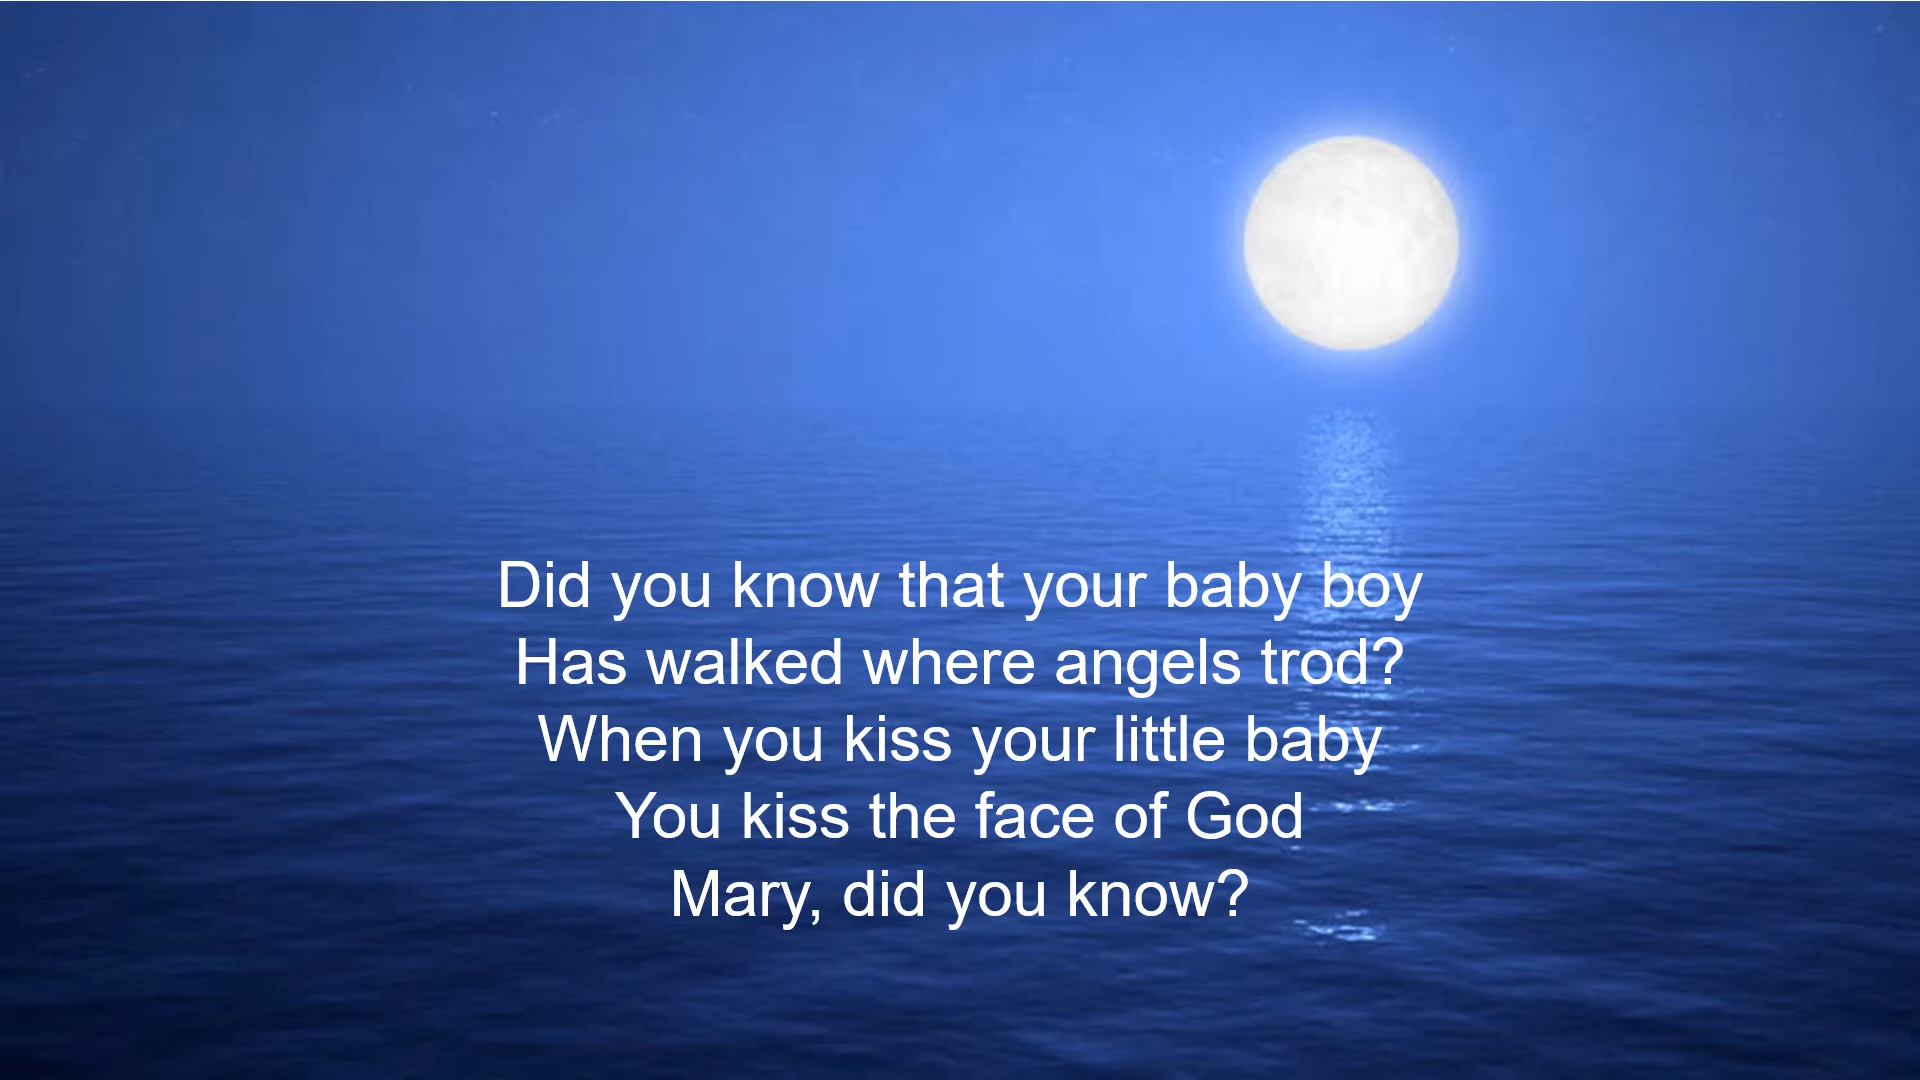 Did you know that your baby boy
Has walked where angels trod?
When you kiss your little baby
You kiss the face of God
Mary, did you know?